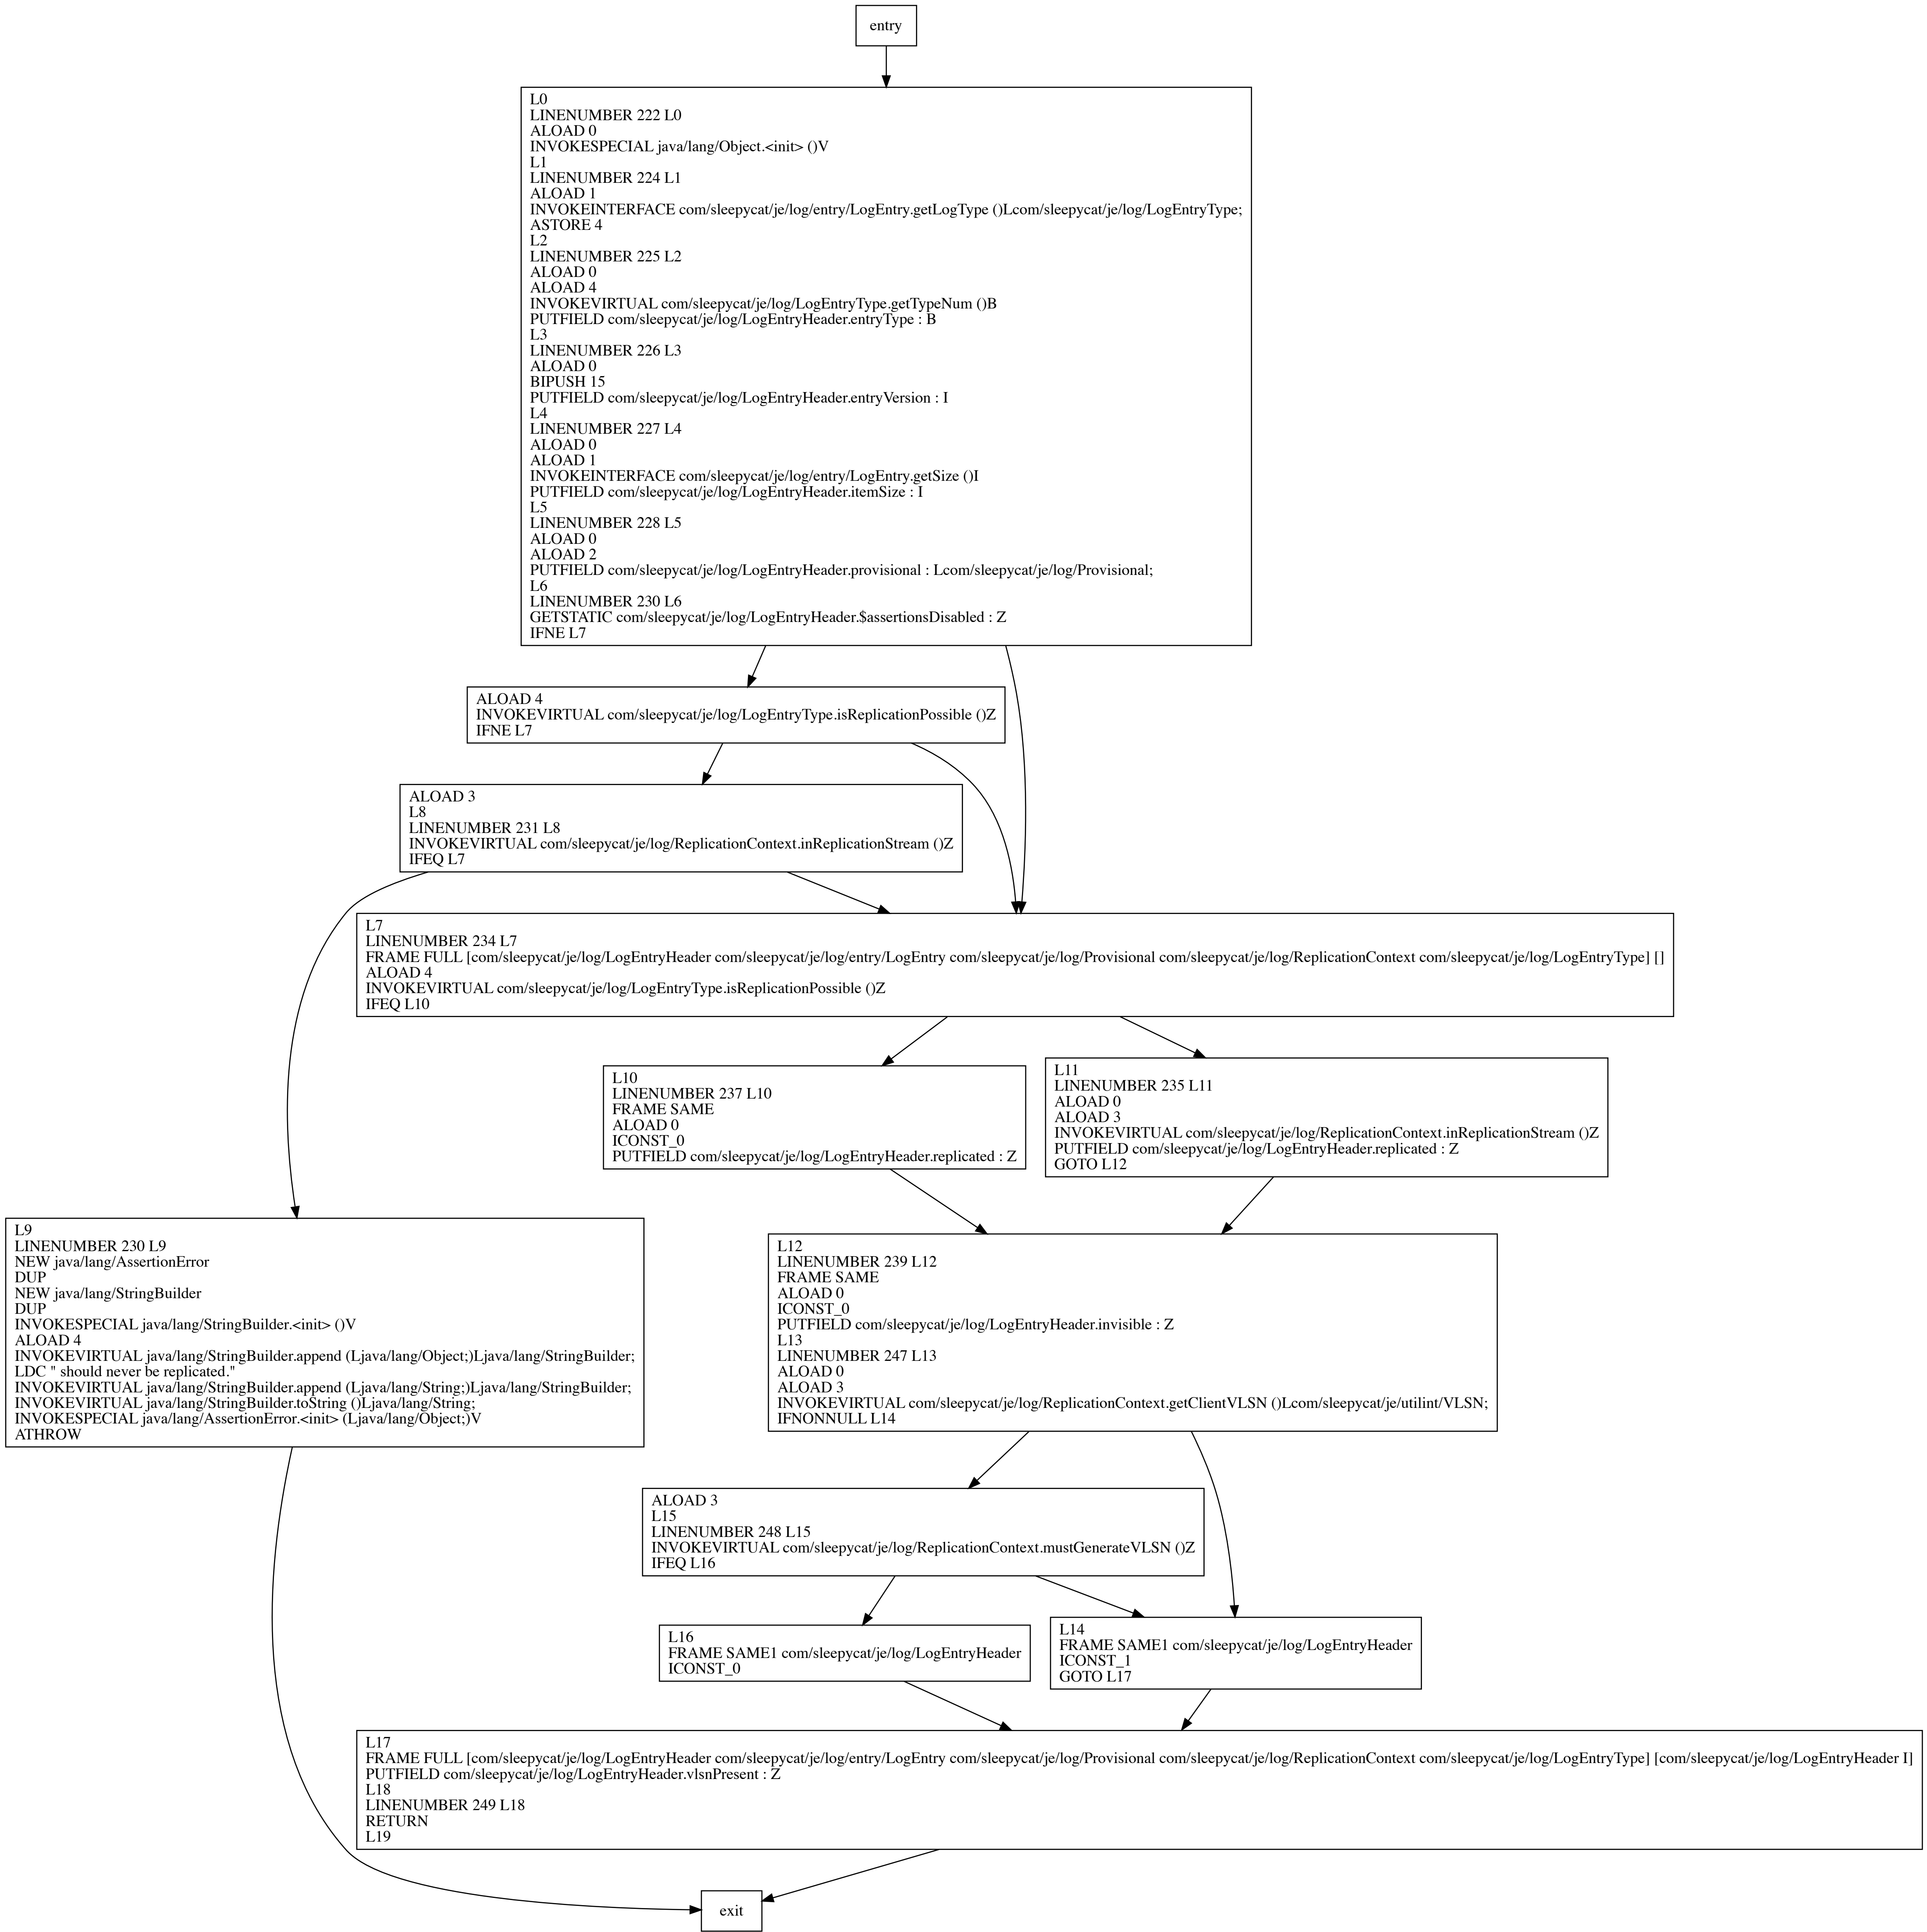 entry
L0
LINENUMBER 222 L0
ALOAD 0
INVOKESPECIAL java/lang/Object.<init> ()V
L1
LINENUMBER 224 L1
ALOAD 1
INVOKEINTERFACE com/sleepycat/je/log/entry/LogEntry.getLogType ()Lcom/sleepycat/je/log/LogEntryType;
ASTORE 4
L2
LINENUMBER 225 L2
ALOAD 0
ALOAD 4
INVOKEVIRTUAL com/sleepycat/je/log/LogEntryType.getTypeNum ()B
PUTFIELD com/sleepycat/je/log/LogEntryHeader.entryType : B
L3
LINENUMBER 226 L3
ALOAD 0
BIPUSH 15
PUTFIELD com/sleepycat/je/log/LogEntryHeader.entryVersion : I
L4
LINENUMBER 227 L4
ALOAD 0
ALOAD 1
INVOKEINTERFACE com/sleepycat/je/log/entry/LogEntry.getSize ()I
PUTFIELD com/sleepycat/je/log/LogEntryHeader.itemSize : I
L5
LINENUMBER 228 L5
ALOAD 0
ALOAD 2
PUTFIELD com/sleepycat/je/log/LogEntryHeader.provisional : Lcom/sleepycat/je/log/Provisional;
L6
LINENUMBER 230 L6
GETSTATIC com/sleepycat/je/log/LogEntryHeader.$assertionsDisabled : Z
IFNE L7
ALOAD 4
INVOKEVIRTUAL com/sleepycat/je/log/LogEntryType.isReplicationPossible ()Z
IFNE L7
ALOAD 3
L8
LINENUMBER 231 L8
INVOKEVIRTUAL com/sleepycat/je/log/ReplicationContext.inReplicationStream ()Z
IFEQ L7
L7
LINENUMBER 234 L7
FRAME FULL [com/sleepycat/je/log/LogEntryHeader com/sleepycat/je/log/entry/LogEntry com/sleepycat/je/log/Provisional com/sleepycat/je/log/ReplicationContext com/sleepycat/je/log/LogEntryType] []
ALOAD 4
INVOKEVIRTUAL com/sleepycat/je/log/LogEntryType.isReplicationPossible ()Z
IFEQ L10
L10
LINENUMBER 237 L10
FRAME SAME
ALOAD 0
ICONST_0
PUTFIELD com/sleepycat/je/log/LogEntryHeader.replicated : Z
L11
LINENUMBER 235 L11
ALOAD 0
ALOAD 3
INVOKEVIRTUAL com/sleepycat/je/log/ReplicationContext.inReplicationStream ()Z
PUTFIELD com/sleepycat/je/log/LogEntryHeader.replicated : Z
GOTO L12
L9
LINENUMBER 230 L9
NEW java/lang/AssertionError
DUP
NEW java/lang/StringBuilder
DUP
INVOKESPECIAL java/lang/StringBuilder.<init> ()V
ALOAD 4
INVOKEVIRTUAL java/lang/StringBuilder.append (Ljava/lang/Object;)Ljava/lang/StringBuilder;
LDC " should never be replicated."
INVOKEVIRTUAL java/lang/StringBuilder.append (Ljava/lang/String;)Ljava/lang/StringBuilder;
INVOKEVIRTUAL java/lang/StringBuilder.toString ()Ljava/lang/String;
INVOKESPECIAL java/lang/AssertionError.<init> (Ljava/lang/Object;)V
ATHROW
L12
LINENUMBER 239 L12
FRAME SAME
ALOAD 0
ICONST_0
PUTFIELD com/sleepycat/je/log/LogEntryHeader.invisible : Z
L13
LINENUMBER 247 L13
ALOAD 0
ALOAD 3
INVOKEVIRTUAL com/sleepycat/je/log/ReplicationContext.getClientVLSN ()Lcom/sleepycat/je/utilint/VLSN;
IFNONNULL L14
ALOAD 3
L15
LINENUMBER 248 L15
INVOKEVIRTUAL com/sleepycat/je/log/ReplicationContext.mustGenerateVLSN ()Z
IFEQ L16
L16
FRAME SAME1 com/sleepycat/je/log/LogEntryHeader
ICONST_0
L14
FRAME SAME1 com/sleepycat/je/log/LogEntryHeader
ICONST_1
GOTO L17
L17
FRAME FULL [com/sleepycat/je/log/LogEntryHeader com/sleepycat/je/log/entry/LogEntry com/sleepycat/je/log/Provisional com/sleepycat/je/log/ReplicationContext com/sleepycat/je/log/LogEntryType] [com/sleepycat/je/log/LogEntryHeader I]
PUTFIELD com/sleepycat/je/log/LogEntryHeader.vlsnPresent : Z
L18
LINENUMBER 249 L18
RETURN
L19
exit